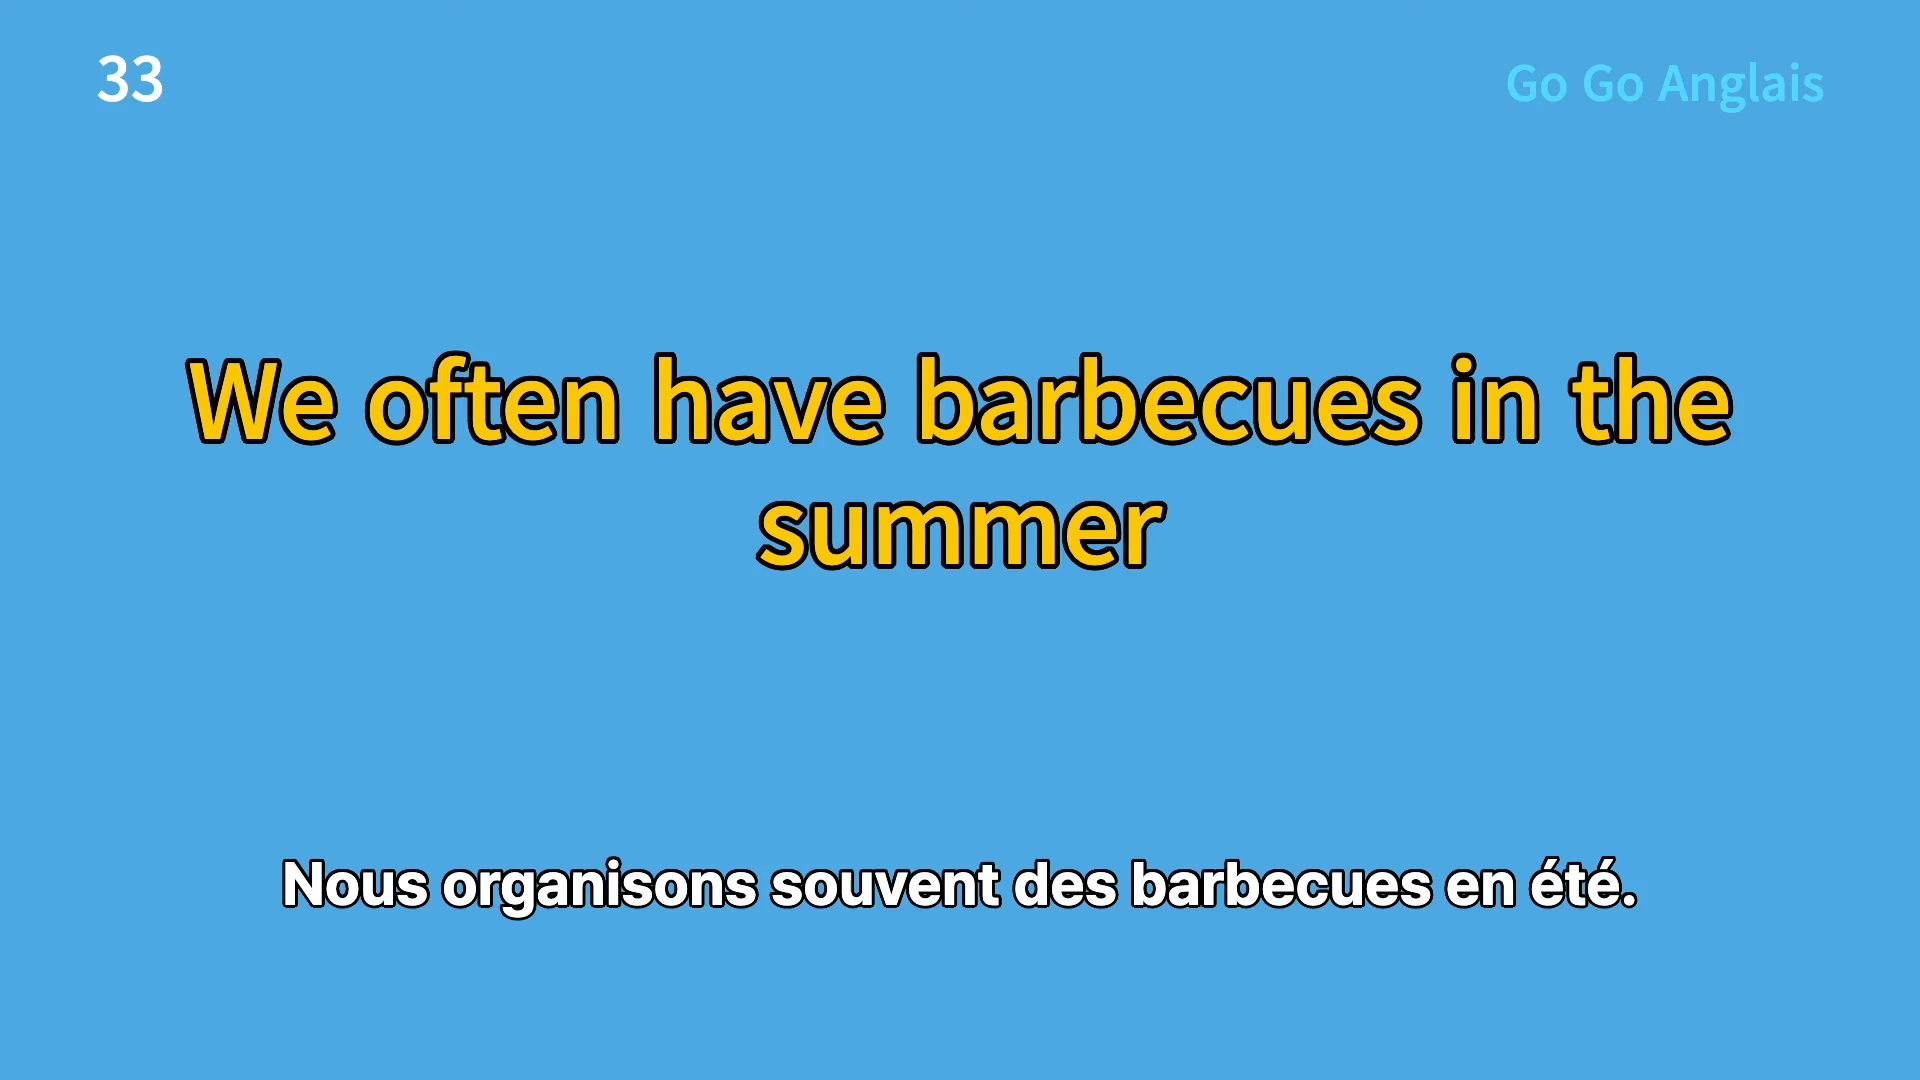 33
Go Go Anglais
We often have barbecues in the
summer
Nous organisons souvent des barbecues en été.